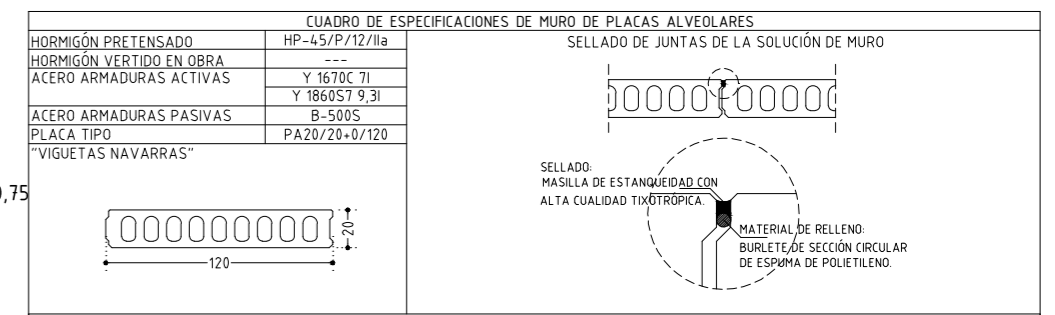 CUADRO DE ESPECIFICACIONES DE MURO DE PLACAS ALVEOLARES
HORMIGÓN PRETENSADO HP-45/P/12/IIa
HORMIGÓN VERTIDO EN OBRA ---
ACERO ARMADURAS ACTIVAS Y 1670C 7I
Y 1860S7 9,3I
ACERO ARMADURAS PASIVAS B-500S
PLACA TIPO PA20/20+0/120
"VIGUETAS NAVARRAS"
0,75
20
120
SELLADO DE JUNTAS DE LA SOLUCIÓN DE MURO
SELLADO:
MASILLA DE ESTANQUEIDAD CON
ALTA CUALIDAD TIXOTRÓPICA.
MATERIAL DE RELLENO:
BURLETE DE SECCIÓN CIRCULAR
DE ESPUMA DE POLIETILENO.